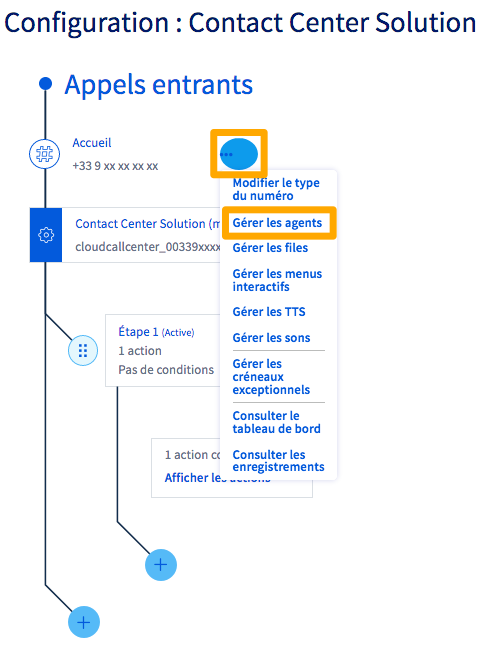 Configuration : Contact Center Solution
Appels entrants
Accueil
+33 9 xx xx xx xx
Modifier le type
du numéro
Contact Center Solution (m
cloudcallcenter_00339xxxx
Gérer les agents
Gérer les files
Gérer les menus
interactifs
Gérer les TTS
Gérer les sons
Gérer les
créneaux
exceptionnels
Consulter le
tableau de bord
Consulter les
enregistrements
Étape 1 (Active)
1 action
Pas de conditions
1 action co
Afficher les actions